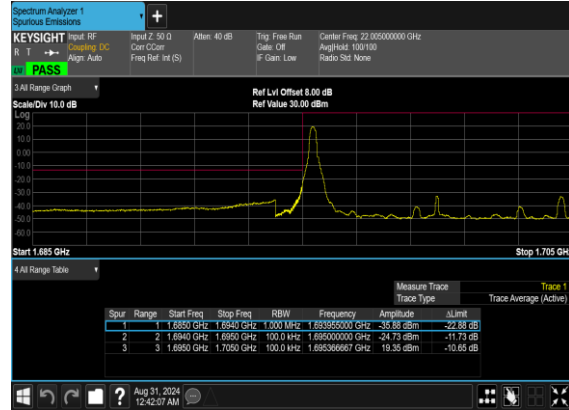 Spectrum Analyzer 1
Spurious Emissions
+
KEYSIGHT Input: RF Input Z: 50 Ω Atten: 40 dB Trig: Free Run Center Freq: 22.005000000 GHz
R T Coupling: DC Corr CCorr Gate: Off Avg|Hold: 100/100
Align: Auto Freq Ref: Int (S) IF Gain: Low Radio Std: None
LM PASS
3 All Range Graph Ref Lvl Offset 8.00 dB
Scale/Div 10.0 dB Ref Value 30.00 dBm
Log
20.0
10.0
0.00
-10.0
-20.0
-30.0
-40.0
-50.0
-60.0
Start 1.685 GHz Stop 1.705 GH
4 All Range Table
Measure Trace Trace 1
Trace Type Trace Average (Active)
Spur Range Start Freq Stop Freq RBW Frequency Amplitude ΔLimit
1 1 1.6850 GHz 1.6940 GHz 1.000 MHz 1.693955000 GHz -35.88 dBm -22.88 dB
2 2 1.6940 GHz 1.6950 GHz 100.0 kHz 1.695000000 GHz -24.73 dBm -11.73 dB
3 3 1.6950 GHz 1.7050 GHz 100.0 kHz 1.695366667 GHz 19.35 dBm -10.65 dB
? Aug 31, 2024
12:42:07 AM